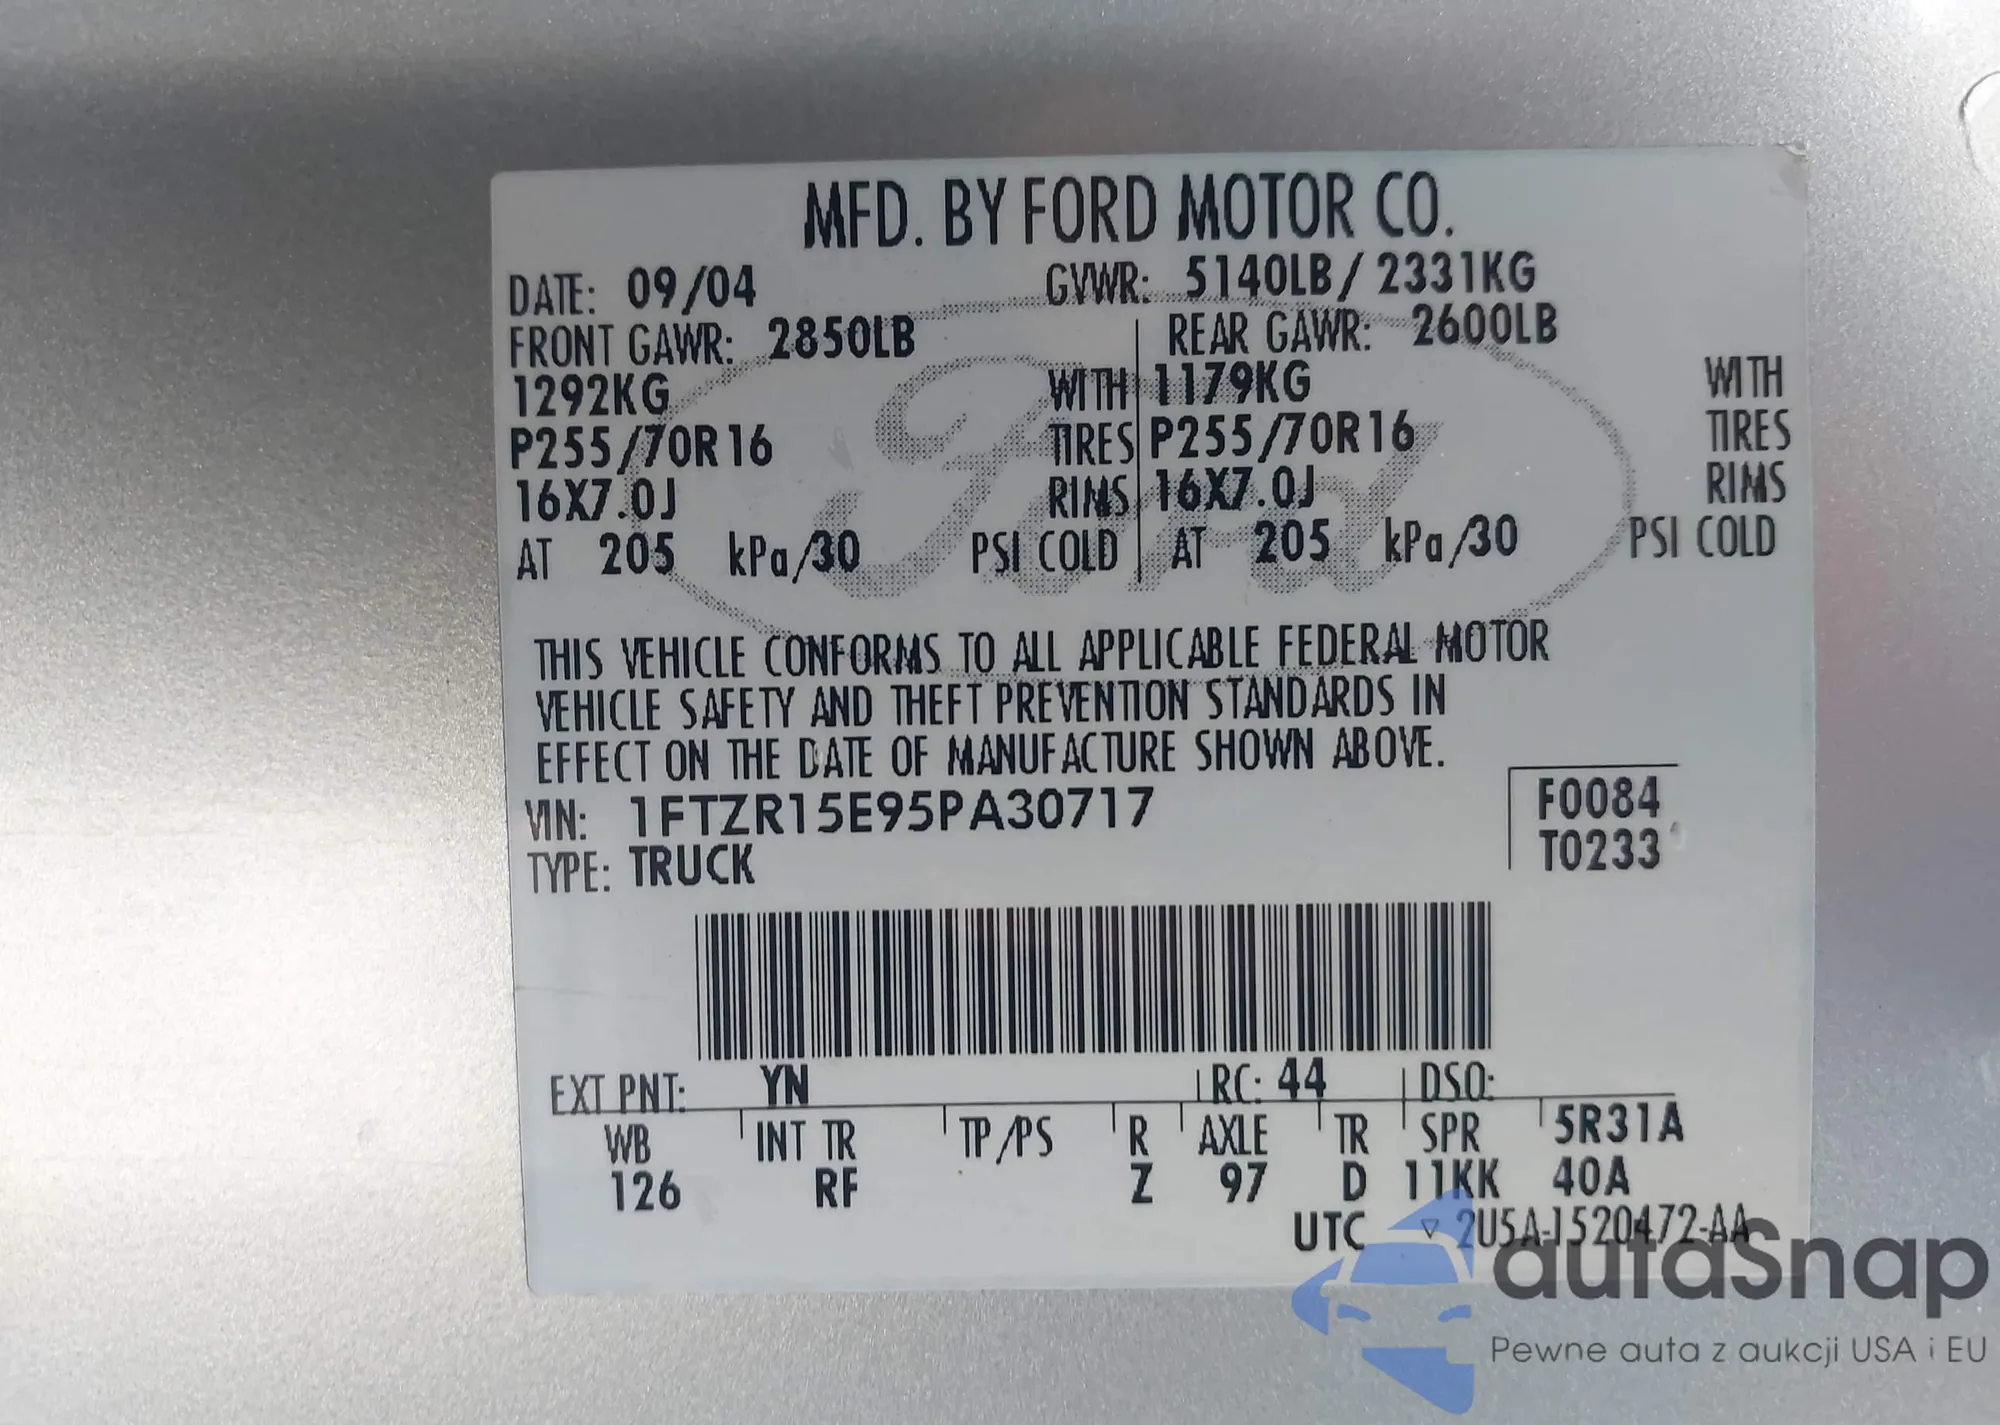 MFD. BY FORD MOTOR CO.
DATE: 09/04 GVWR: 5140LB/ 2331KG
FRONT GAWR: 2850LB REAR GAWR: 2600LB
1292KG WITH 1179KG WITH
P255/70R16 TIRES P255/70R16 TIRES
16X7.0J RIMS 16X7.0J RIMS
AT 205 kPa/30 PSI COLD AT 205 kPa/30 PSI COLD
Ford
THIS VEHICLE CONFORMS TO ALL APPLICABLE FEDERAL MOTOR
VEHICLE SAFETY AND THEFT PREVENTION STANDARDS IN
EFFECT ON THE DATE OF MANUFACTURE SHOWN ABOVE.
VIN: 1FTZR15E95PA30717 F0084
TYPE: TRUCK T0233
EXT PNT: YN RC: 44 DSO:
WB INT TR TP/PS R AXLE TR SPR 5R31A
126 RF Z 97 D 11KK 40A
UTC ▽ 2U5A-1520472-AA
autaSnap
Pewne auta z aukcji USA i EU